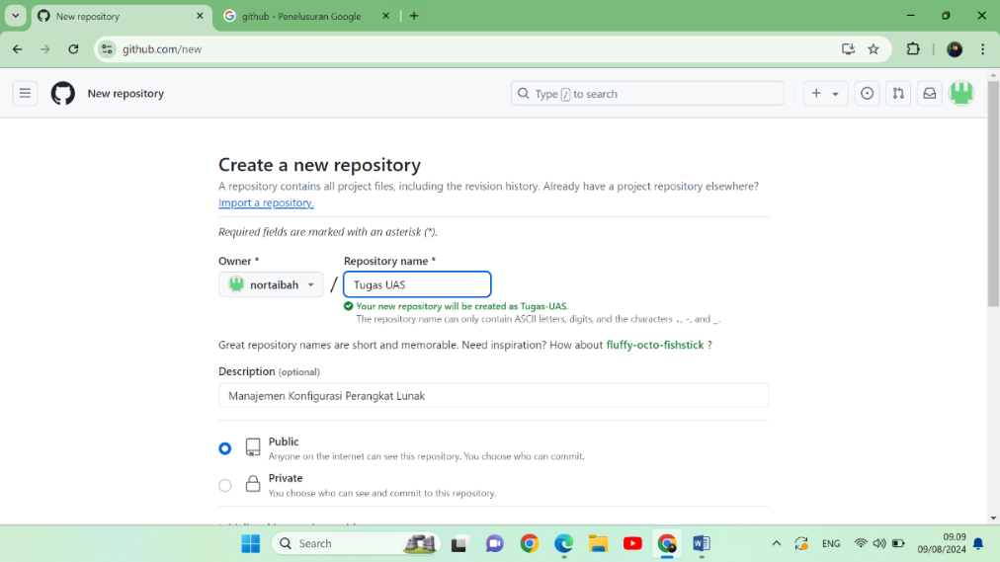 New repository
github - Penelusuran Google
github.com/new
New repository
Type / to search
Create a new repository
A repository contains all project files, including the revision history. Already have a project repository elsewhere?
Import a repository.
Required fields are marked with an asterisk (*).
Owner *
Repository name *
nortaibah
/
Tugas UAS
Your new repository will be created as Tugas-UAS.
The repository name can only contain ASCII letters, digits, and the characters ., -, and _.
Great repository names are short and memorable. Need inspiration? How about fluffy-octo-fishstick ?
Description (optional)
Manajemen Konfigurasi Perangkat Lunak
Public
Anyone on the internet can see this repository. You choose who can commit.
Private
You choose who can see and commit to this repository.
Search
ENG
09.09
09/08/2024